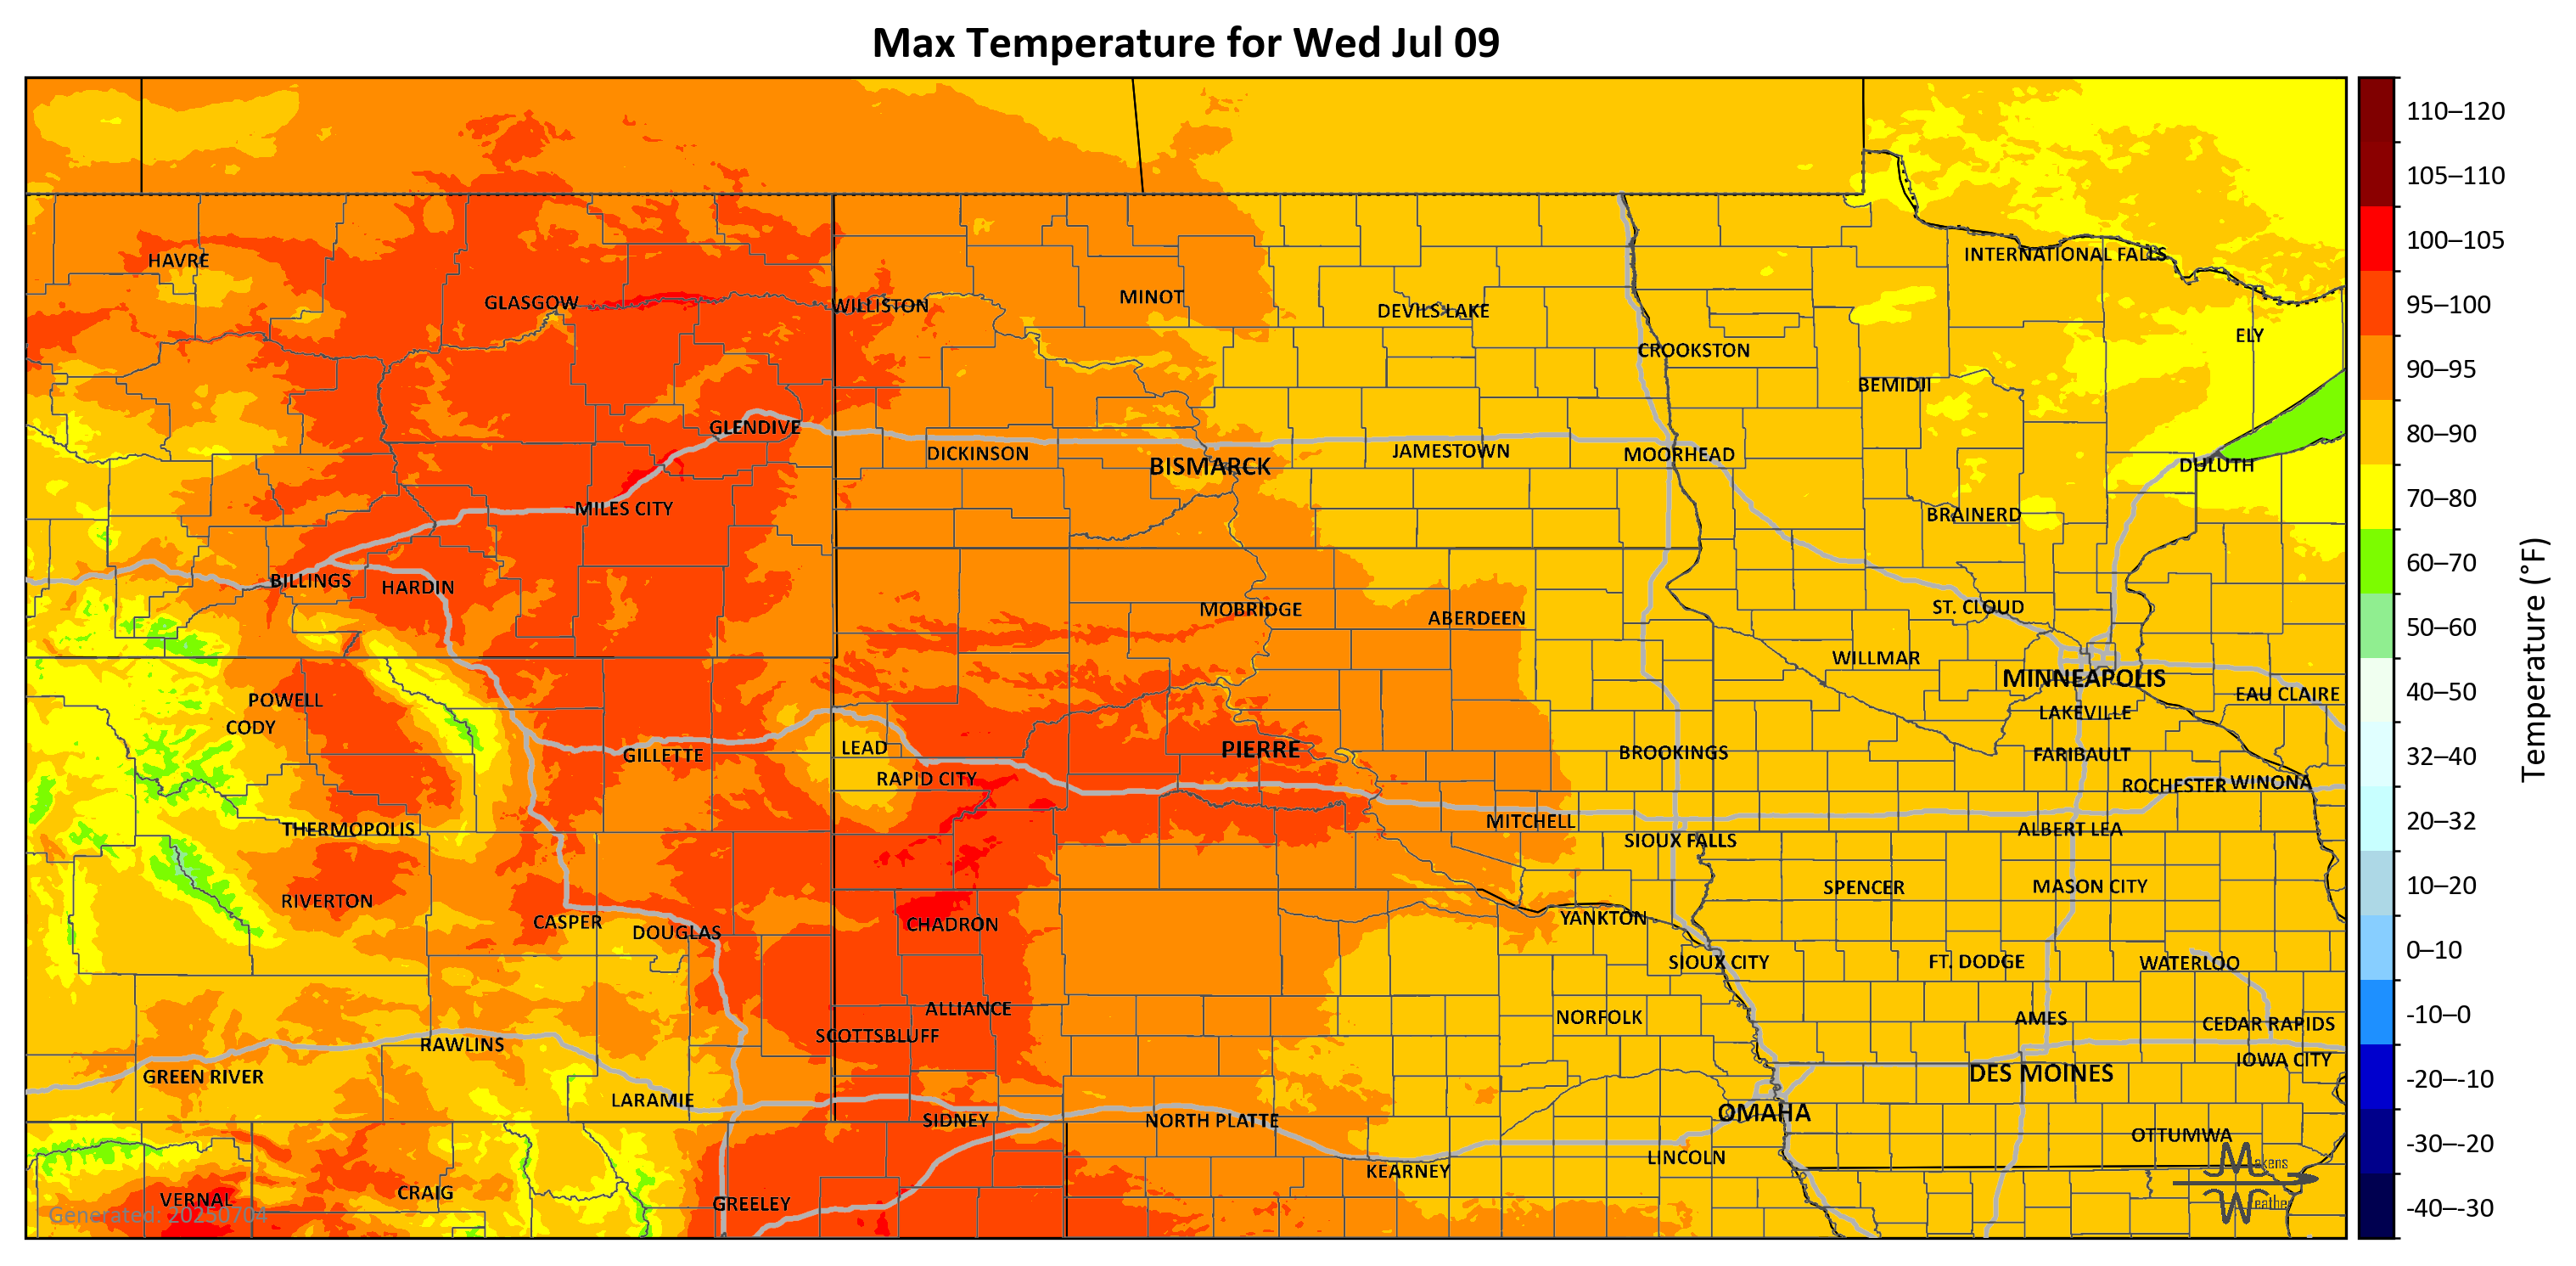 Max Temperature for Wed Jul 09
110–120
105–110
HAVRE
INTERNATIONAL FALLS
100–105
GLASGOW
WILLISTON
MINOT
DEVILS LAKE
95–100
CROOKSTON
ELY
BEMIDJI
90–95
GLENDIVE
DICKINSON
BISMARCK
JAMESTOWN
MOORHEAD
DULUTH
80–90
MILES CITY
BRAINERD
70–80
BILLINGS
HARDIN
60–70
MOBRIDGE
ABERDEEN
ST. CLOUD
50–60
WILLMAR
MINNEAPOLIS
POWELL
EAU CLAIRE
40–50
CODY
LAKEVILLE
GILLETTE
LEAD
PIERRE
BROOKINGS
FARIBAULT
32–40
Temperature (°F)
RAPID CITY
ROCHESTER
WINONA
THERMOPOLIS
MITCHELL
SIOUX FALLS
ALBERT LEA
20–32
RIVERTON
SPENCER
MASON CITY
10–20
CASPER
DOUGLAS
CHADRON
YANKTON
SIOUX CITY
FT. DODGE
WATERLOO
0–10
ALLIANCE
SCOTTSBLUFF
NORFOLK
AMES
CEDAR RAPIDS
-10–0
RAWLINS
GREEN RIVER
DES MOINES
IOWA CITY
-20–-10
LARAMIE
SIDNEY
NORTH PLATTE
OMAHA
OTTUMWA
-30–-20
KEARNEY
LINCOLN
Makens
Weather
VERNAL
CRAIG
GREELEY
-40–-30
Generated: 20250704